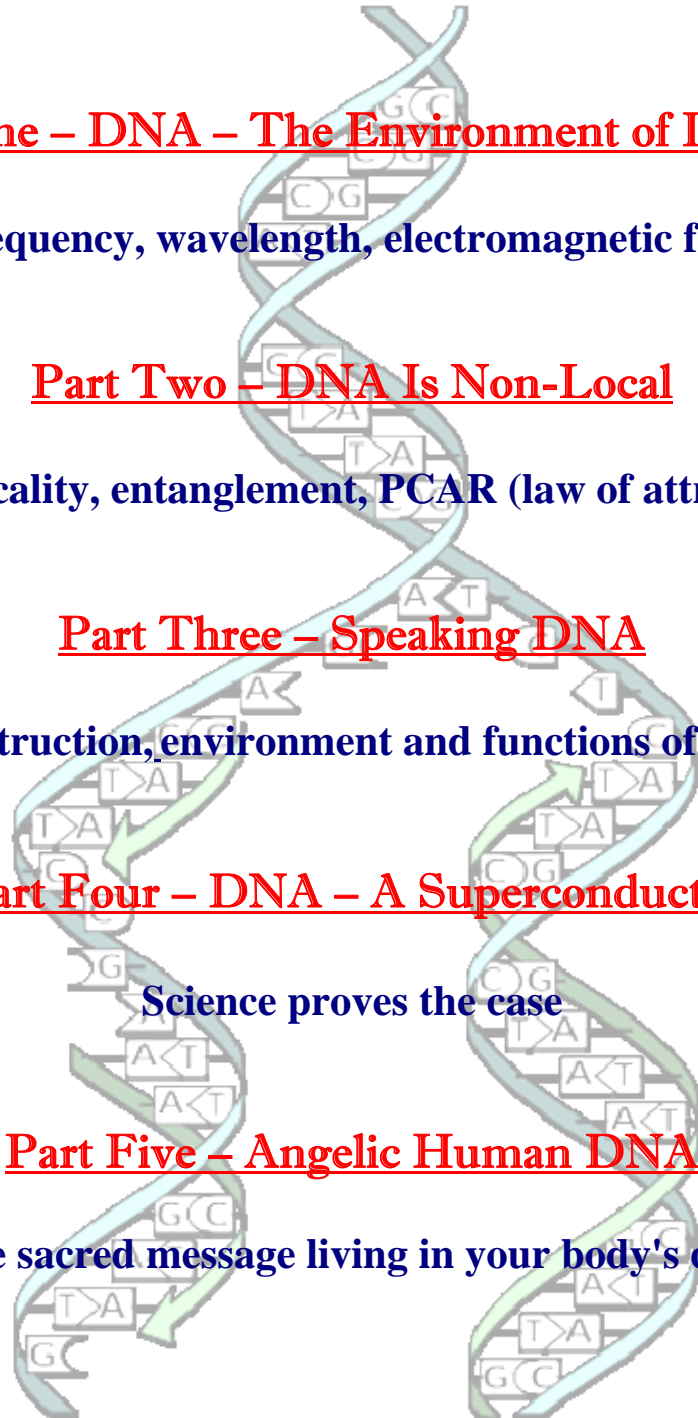 ne – DNA – The Environment of
equency, wavelength, electromagnetic f
Part Two – DNA Is Non-Local
cality, entanglement, PCAR (law of attr
Part Three – Speaking DNA
truction, environment and functions of
art Four – DNA – A Superconduct
Science proves the case
Part Five – Angelic Human DNA
e sacred message living in your body's